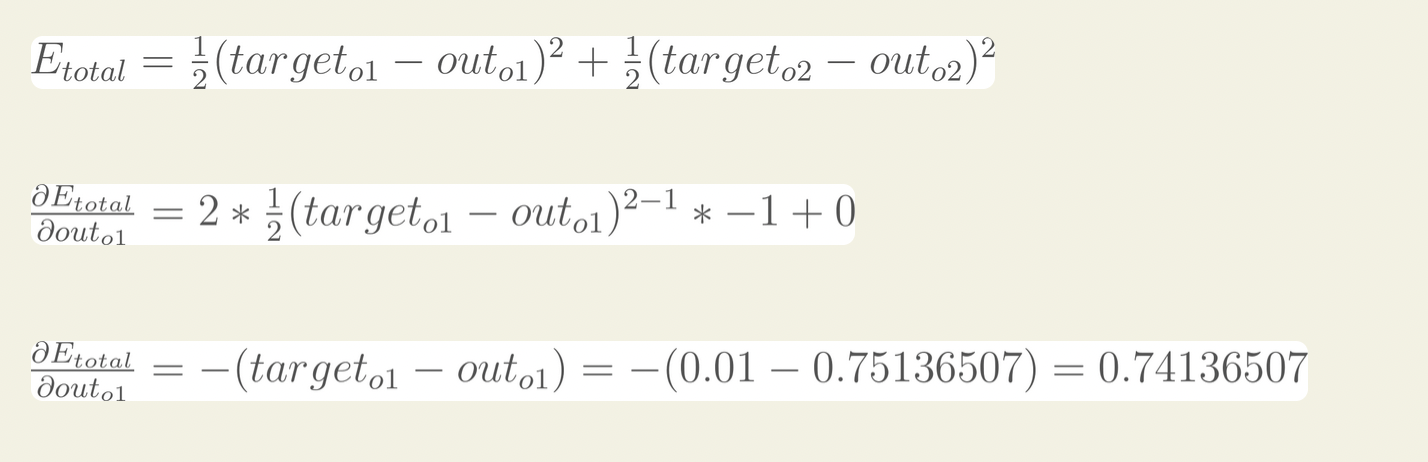 E_{total} = \frac{1}{2}(target_{o1} - out_{o1})^{2} + \frac{1}{2}(target_{o2} - out_{o2})^{2}
\frac{\partial E_{total}}{\partial out_{o1}} = 2 * \frac{1}{2}(target_{o1} - out_{o1})^{2-1} * -1 + 0
\frac{\partial E_{total}}{\partial out_{o1}} = -(target_{o1} - out_{o1}) = -(0.01 - 0.75136507) = 0.74136507